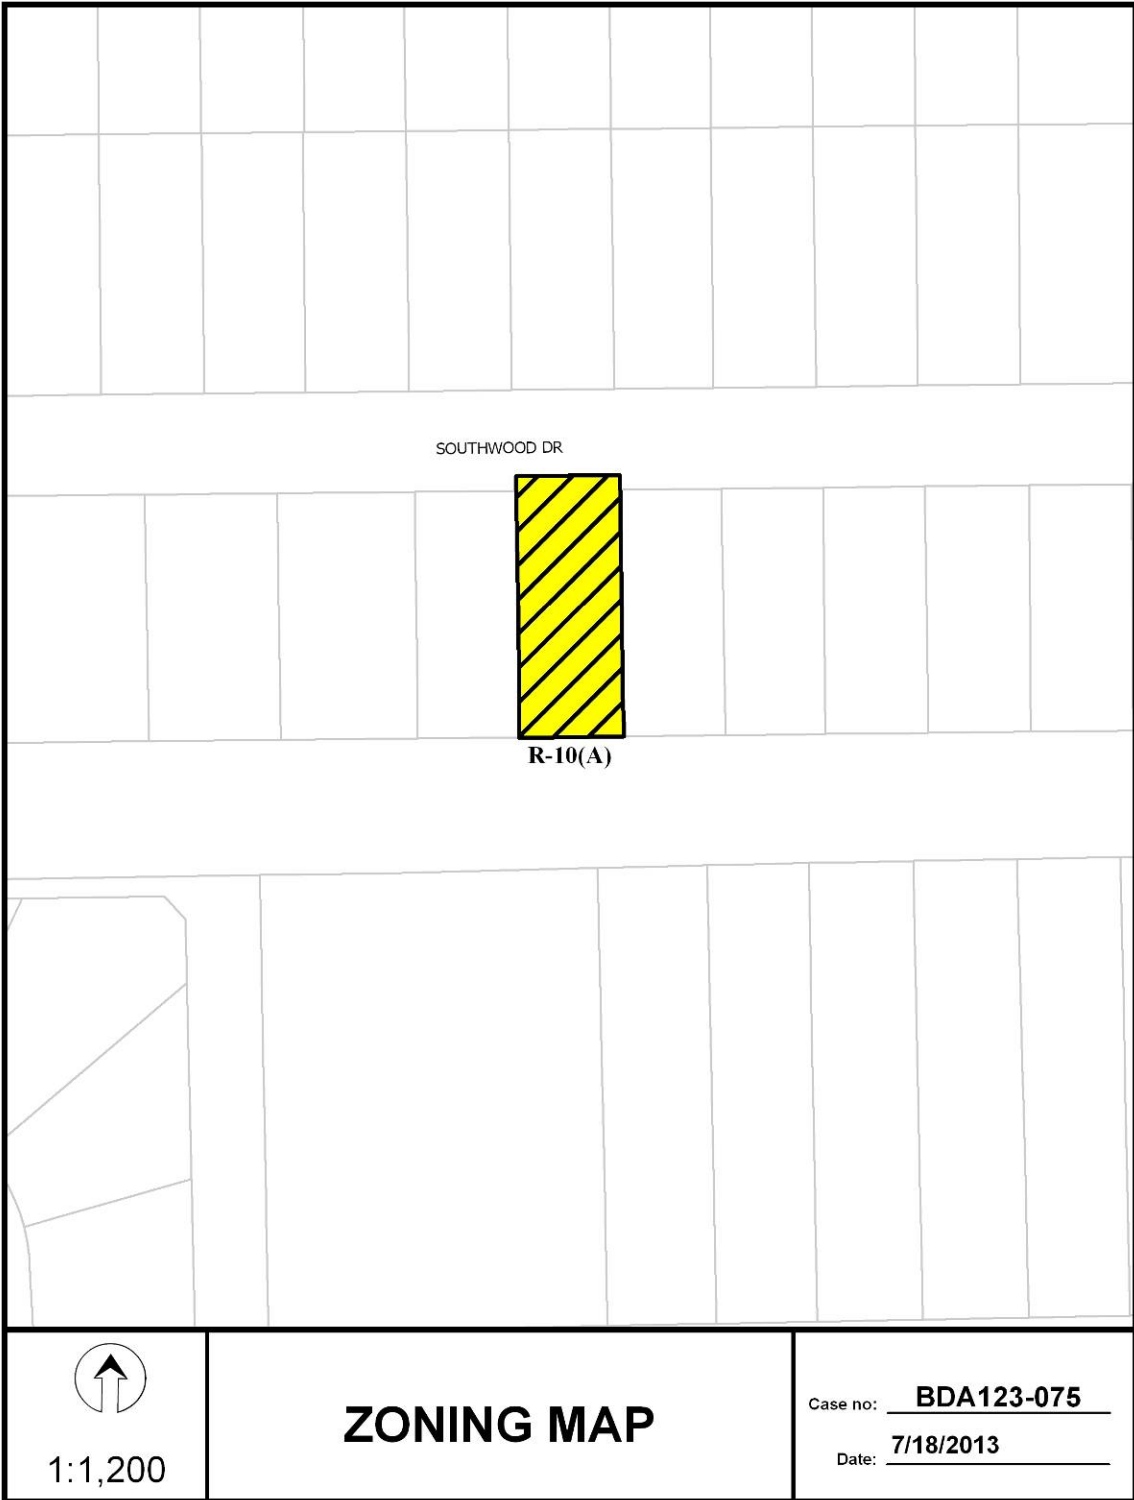 SOUTHWOOD DR
R-10(A)
1:1,200
ZONING MAP
Case no: BDA123-075
Date: 7/18/2013